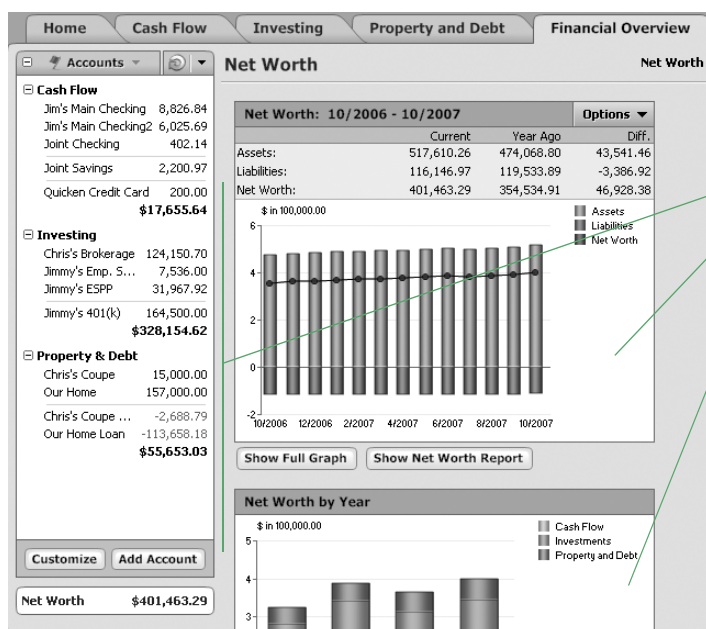 Home Cash Flow Investing Property and Debt Financial Overview
Accounts
Cash Flow
Jim's Main Checking 8,826.84
Jim's Main Checking2 6,025.69
Joint Checking 402.14
Joint Savings 2,200.97
Quicken Credit Card 200.00
$17,655.64
Investing
Chris's Brokerage 124,150.70
Jimmy's Emp. S... 7,536.00
Jimmy's ESPP 31,967.92
Jimmy's 401(k) 164,500.00
$328,154.62
Property & Debt
Chris's Coupe 15,000.00
Our Home 157,000.00
Chris's Coupe ... -2,688.79
Our Home Loan -113,658.18
$55,653.03
Customize Add Account
Net Worth $401,463.29
Net Worth Net Worth
Net Worth: 10/2006 - 10/2007 Options
Current Year Ago Diff.
Assets: 517,610.26 474,068.80 43,541.46
Liabilities: 116,146.97 119,533.89 -3,386.92
Net Worth: 401,463.29 354,534.91 46,928.38
$ in 100,000.00
Assets
Liabilities
Net Worth
6
4
2
0
-2
10/2006 12/2006 2/2007 4/2007 6/2007 8/2007 10/2007
Show Full Graph Show Net Worth Report
Net Worth by Year
$ in 100,000.00
Cash Flow
Investments
Property and Debt
5
4
3